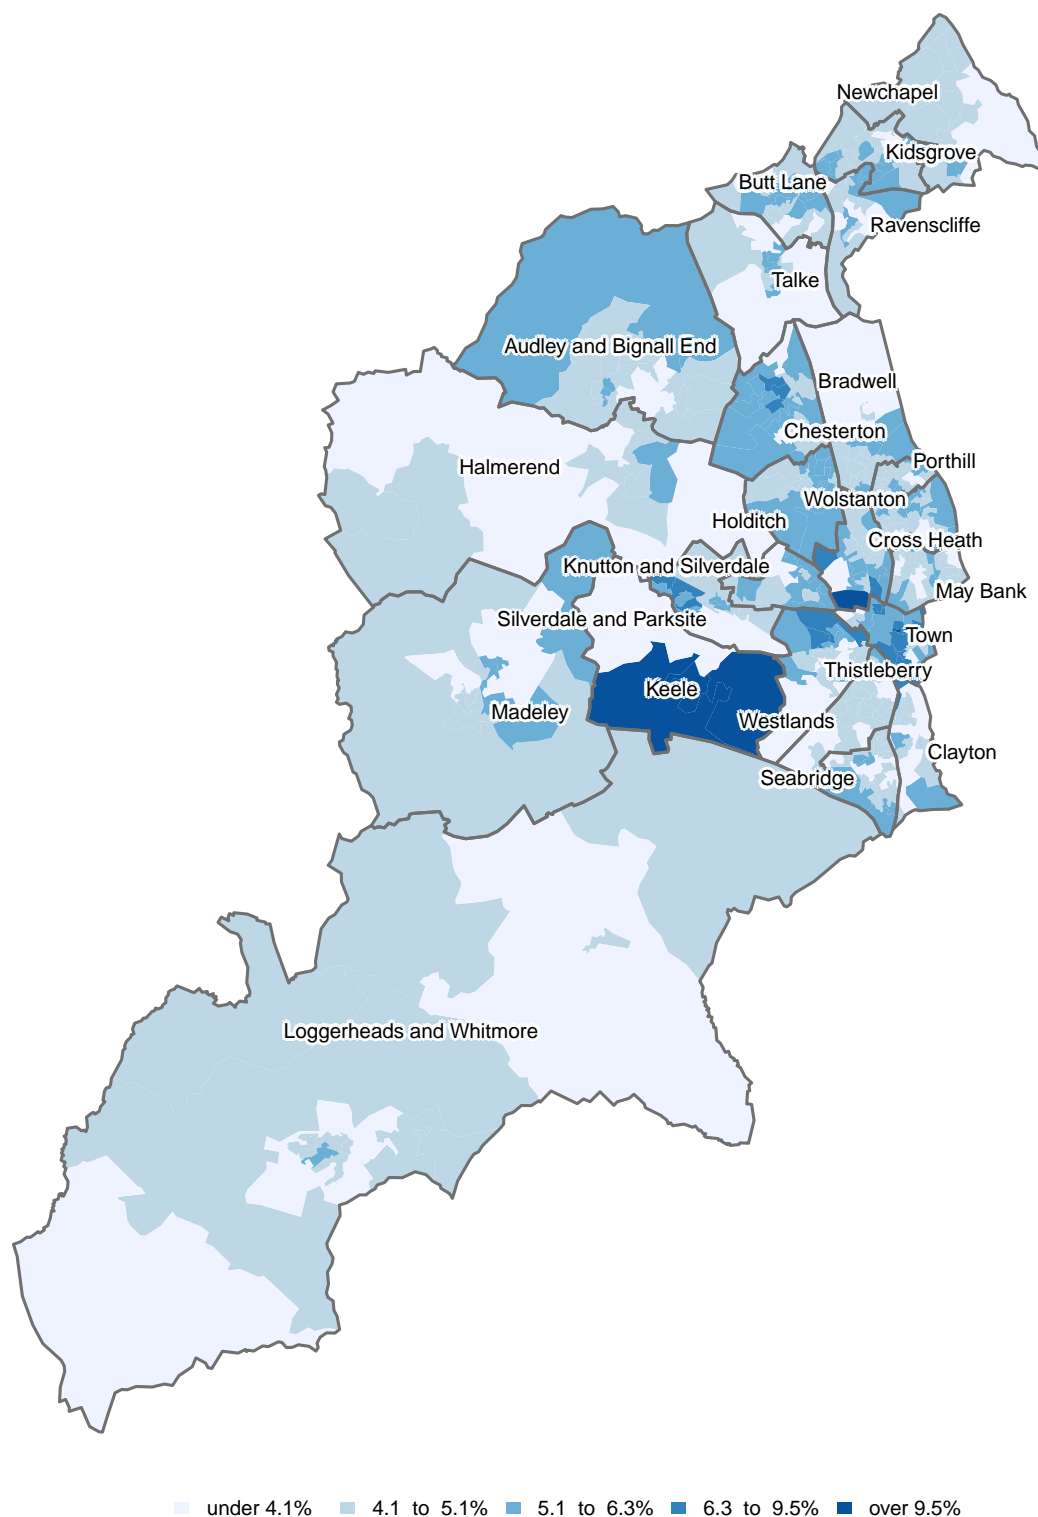 Newchapel
Kidsgrove
Butt Lane
Ravenscliffe
Talke
Audley and Bignall End
Bradwell
Chesterton
Porthill
Halmerend
Wolstanton
Holditch
Cross Heath
Knutton and Silverdale
May Bank
Silverdale and Parksite
Town
Thistleberry
Keele
Madeley
Westlands
Clayton
Seabridge
Loggerheads and Whitmore
under 4.1% 4.1 to 5.1% 5.1 to 6.3% 6.3 to 9.5% over 9.5%